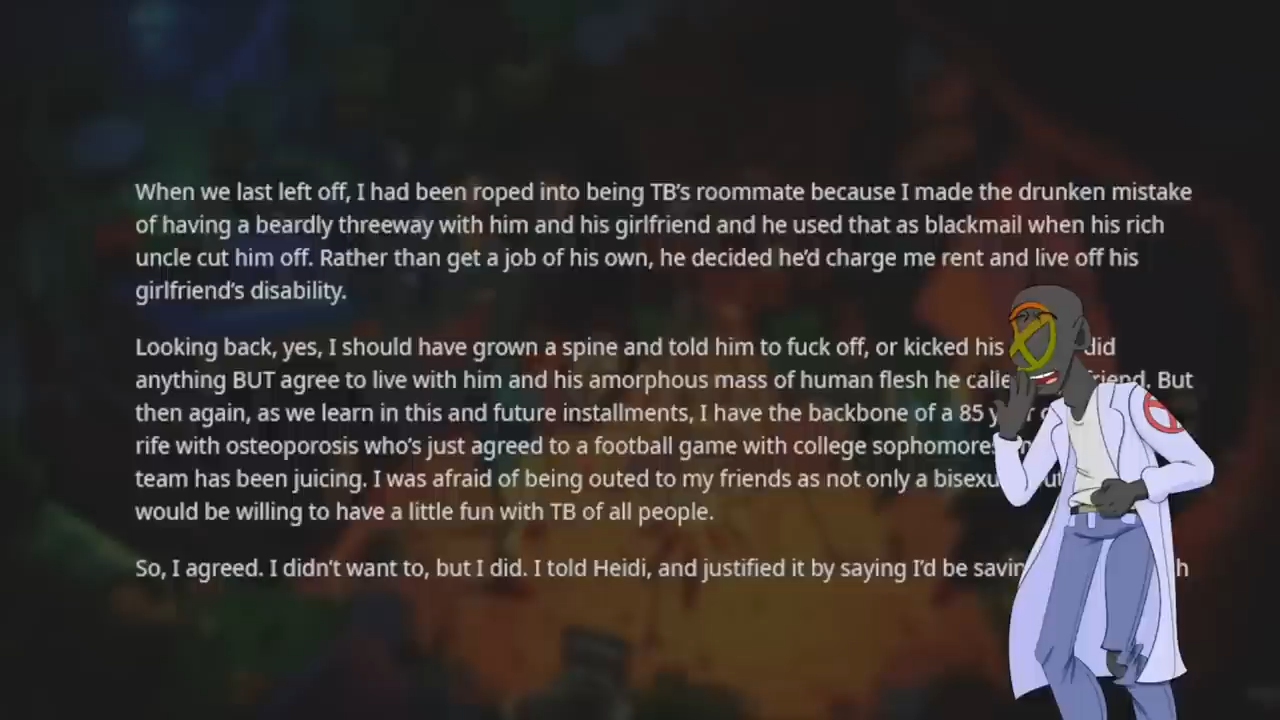 When we last left off, I had been roped into being TB’s roommate because I made the drunken mistake
of having a beardly threeway with him and his girlfriend and he used that as blackmail when his rich
uncle cut him off. Rather than get a job of his own, he decided he’d charge me rent and live off his
girlfriend’s disability.
Looking back, yes, I should have grown a spine and told him to fuck off, or kicked his did
anything BUT agree to live with him and his amorphous mass of human flesh he calle riend. But
then again, as we learn in this and future installments, I have the backbone of a 85 y
rife with osteoporosis who’s just agreed to a football game with college sophomores
team has been juicing. I was afraid of being outed to my friends as not only a bisexu
would be willing to have a little fun with TB of all people.
So, I agreed. I didn’t want to, but I did. I told Heidi, and justified it by saying I’d be savin h